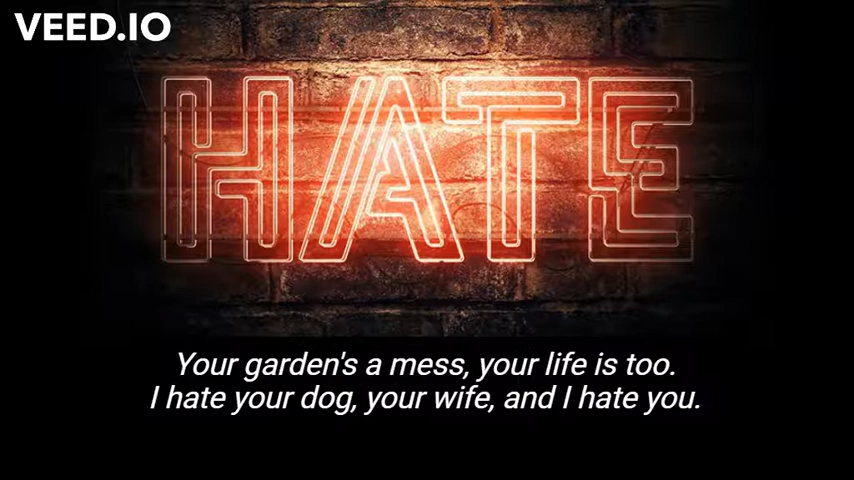 VEED.IO
HATE
Your garden's a mess, your life is too.
I hate your dog, your wife, and I hate you.